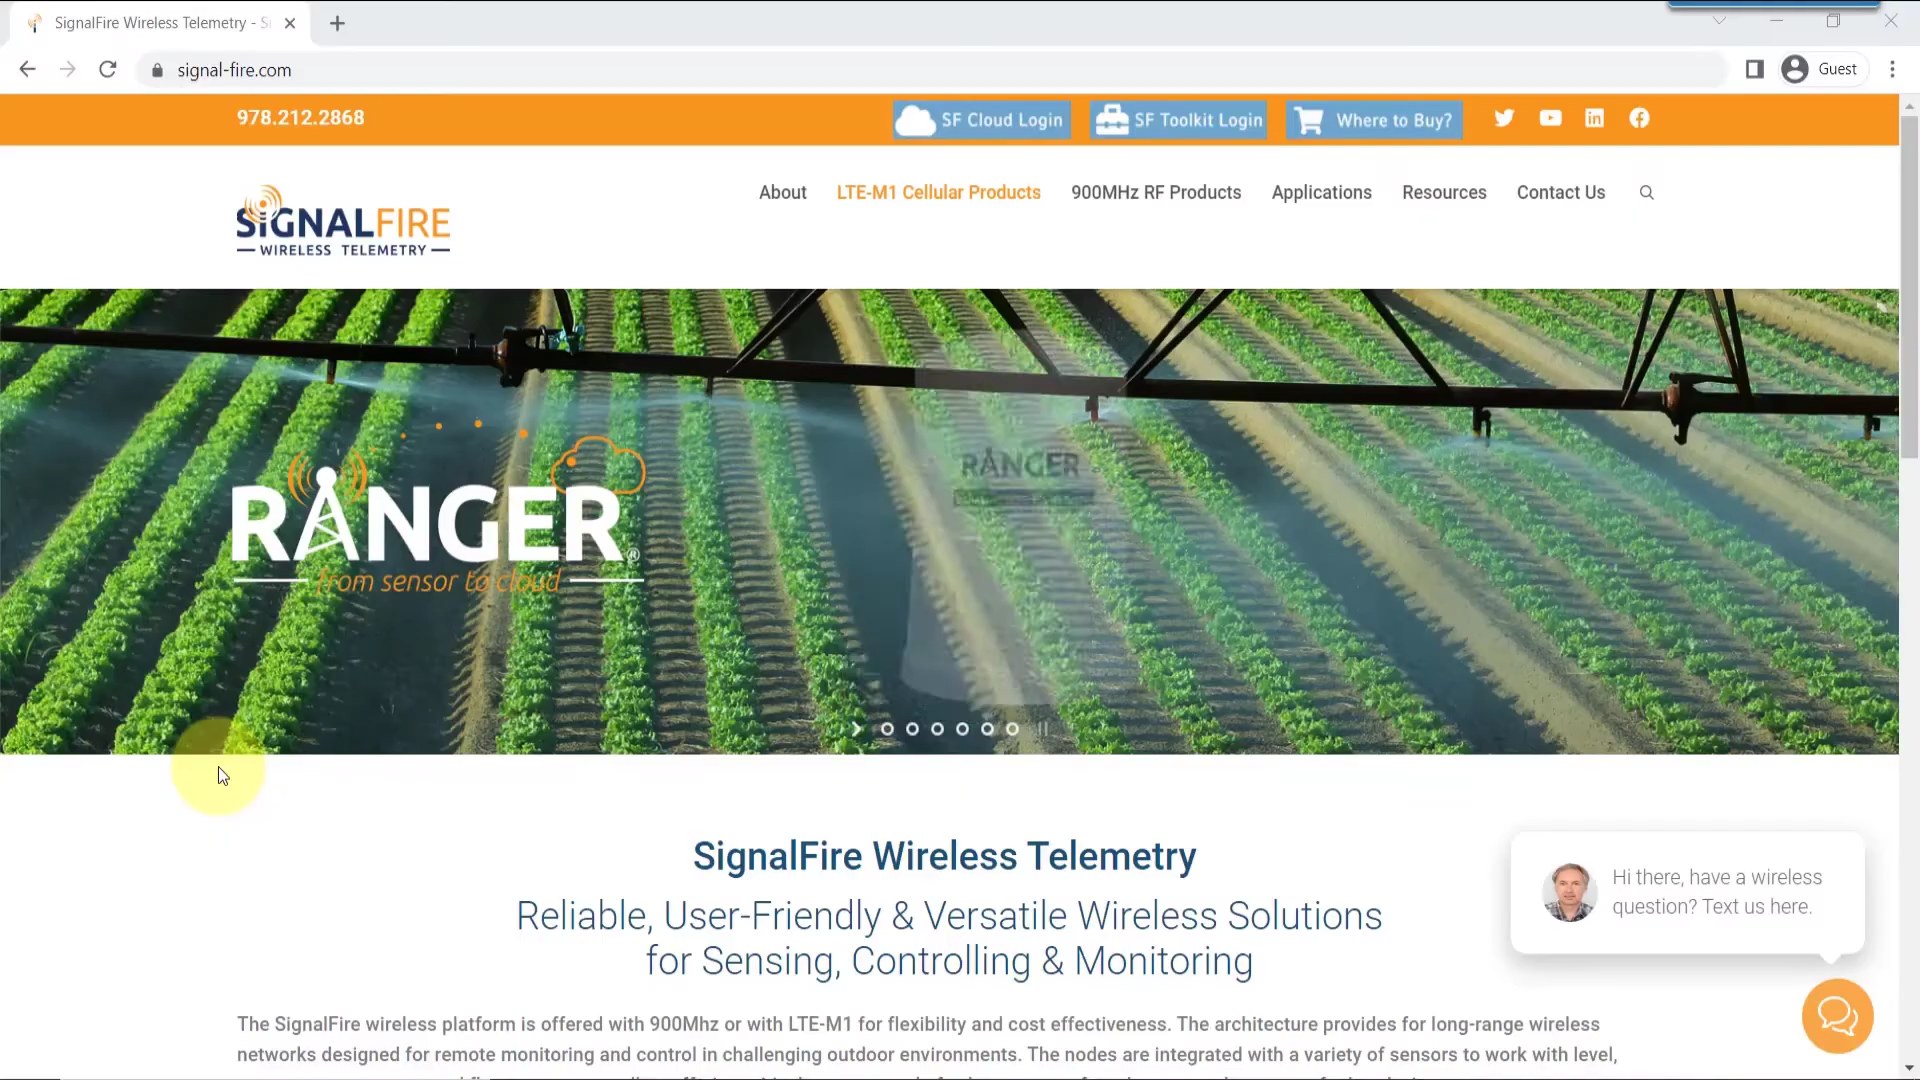 SignalFire Wireless Telemetry - S
signal-fire.com
Guest
978.212.2868
SF Cloud Login
SF Toolkit Login
Where to Buy?
SIGNALFIRE
WIRELESS TELEMETRY
About
LTE-M1 Cellular Products
900MHz RF Products
Applications
Resources
Contact Us
RANGER
RANGER®
from sensor to cloud
SignalFire Wireless Telemetry
Reliable, User-Friendly & Versatile Wireless Solutions
for Sensing, Controlling & Monitoring
Hi there, have a wireless
question? Text us here.
The SignalFire wireless platform is offered with 900Mhz or with LTE-M1 for flexibility and cost effectiveness. The architecture provides for long-range wireless
networks designed for remote monitoring and control in challenging outdoor environments. The nodes are integrated with a variety of sensors to work with level,